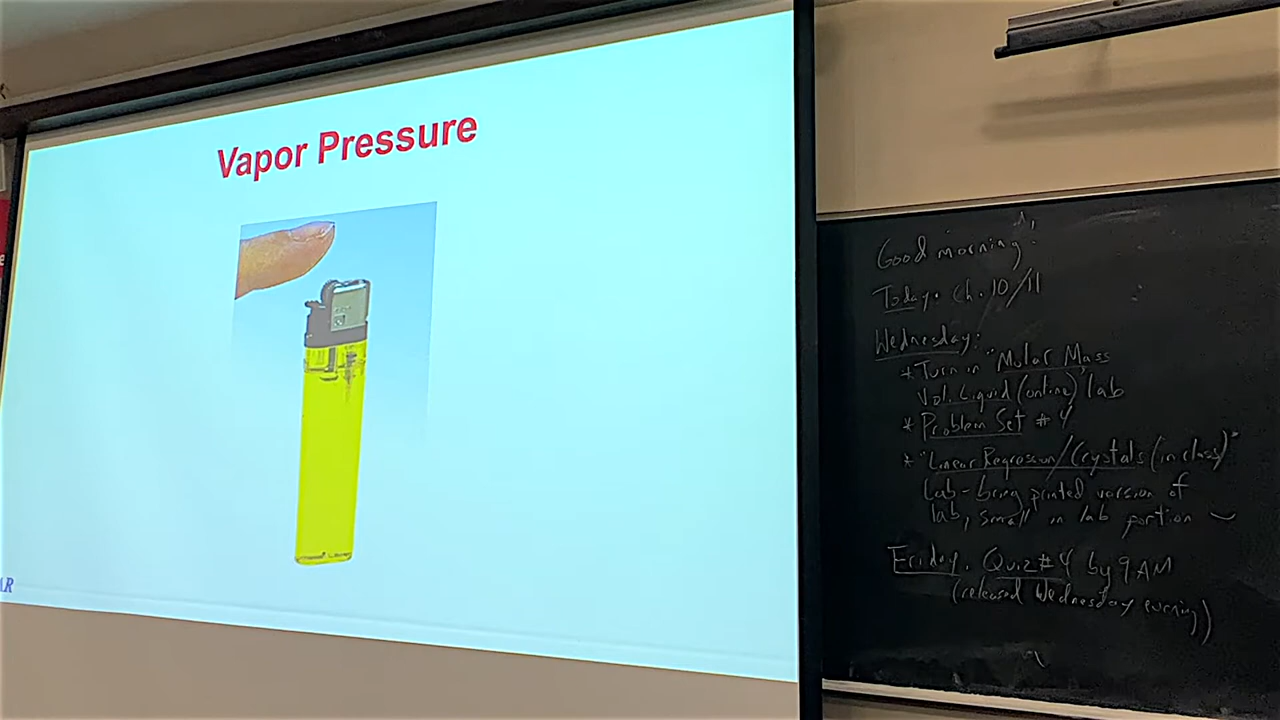 Vapor Pressure
AR
Good morning!
Today: Ch. 10/11
Wednesday:
*Turn in "Molar Mass
Vol. Liquid (online) lab
* Problem Set #4
* "Linear Regression/Crystals (in class)"
Lab - bring printed version of
lab, small in lab portion
Friday. Quiz #4 by 9AM
(released Wednesday evening)